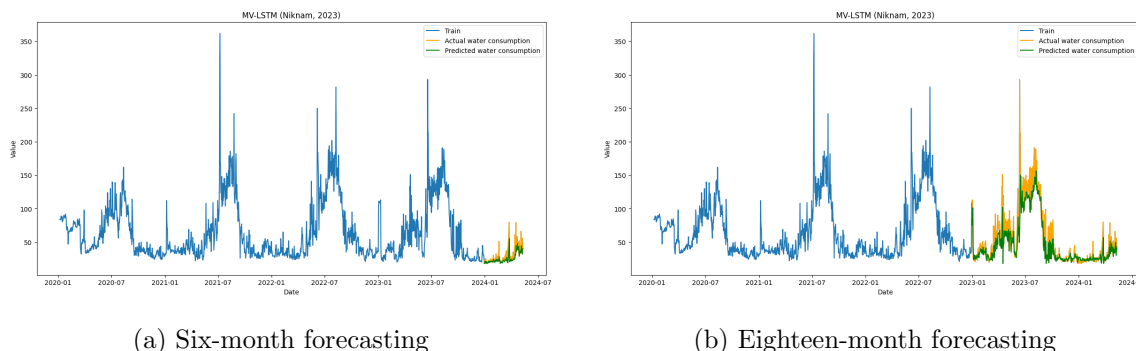 MV-LSTM (Niknam, 2023)
Train
Actual water consumption
Predicted water consumption
350
300
250
200
150
100
50
Value
2020-01 2020-07 2021-01 2021-07 2022-01 2022-07 2023-01 2023-07 2024-01 2024-07
Date
(a) Six-month forecasting
MV-LSTM (Niknam, 2023)
Train
Actual water consumption
Predicted water consumption
350
300
250
200
150
100
50
Value
2020-01 2020-07 2021-01 2021-07 2022-01 2022-07 2023-01 2023-07 2024-01 2024-
Date
(b) Eighteen-month forecasting